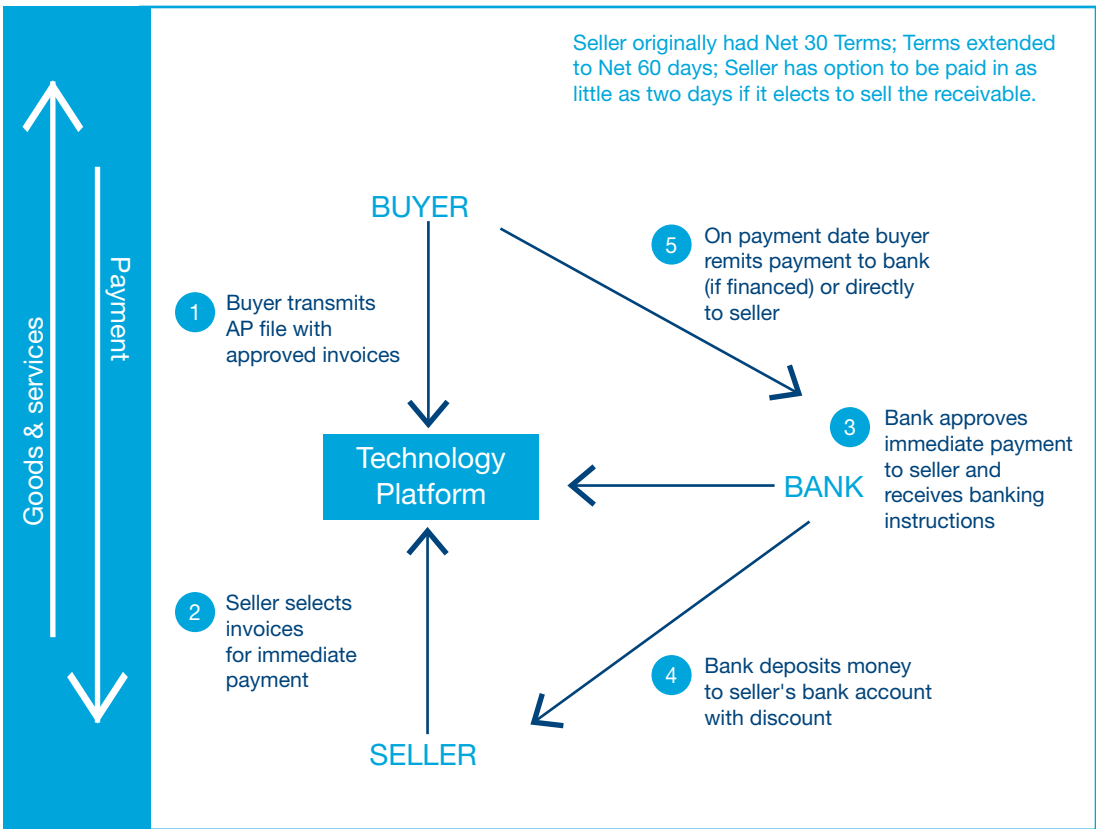 Seller originally had Net 30 Terms; Terms extended
to Net 60 days; Seller has option to be paid in as
little as two days if it elects to sell the receivable.
Goods & services
Payment
BUYER
1
Buyer transmits
AP file with
approved invoices
5
On payment date buyer
remits payment to bank
(if financed) or directly
to seller
Technology
Platform
BANK
3
Bank approves
immediate payment
to seller and
receives banking
instructions
2
Seller selects
invoices
for immediate
payment
4
Bank deposits money
to seller's bank account
with discount
SELLER